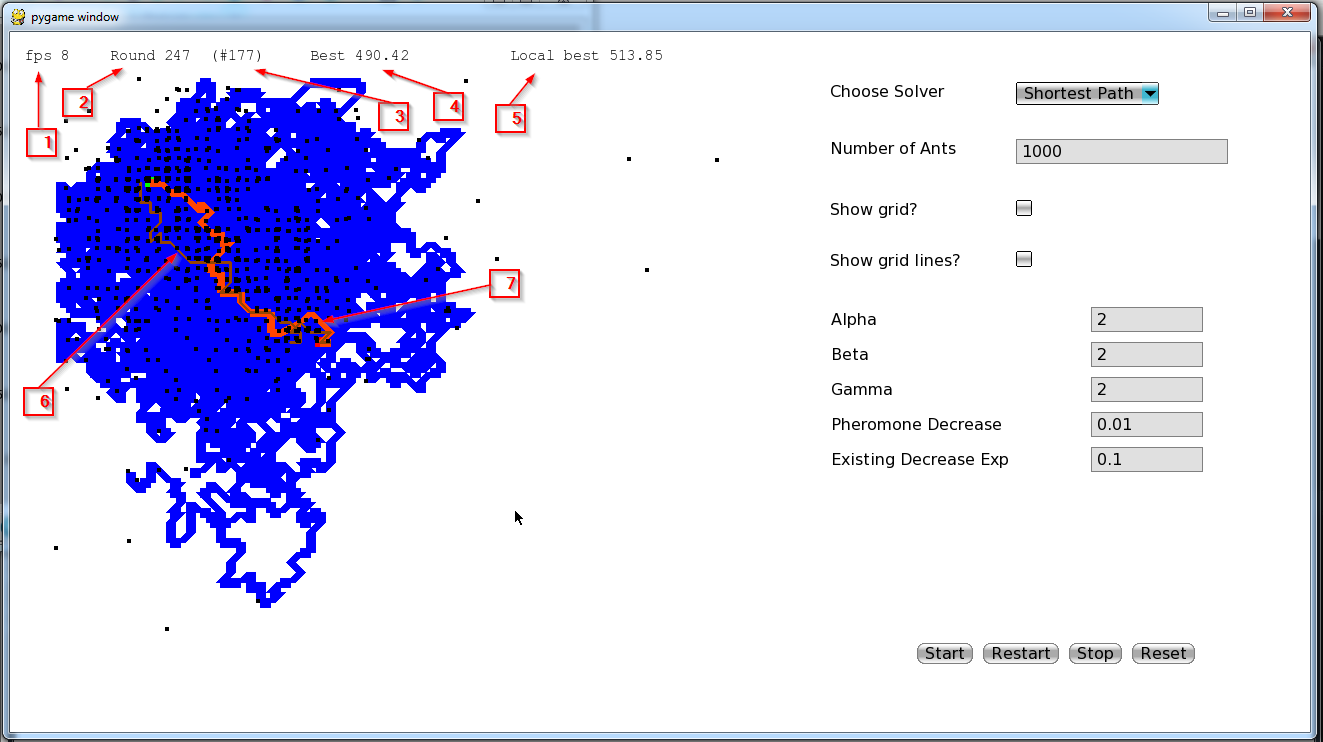 pygame window
fps 8 Round 247 (#177) Best 490.42 Local best 513.85
1
2
3
4
5
6
7
Choose Solver Shortest Path
Number of Ants 1000
Show grid?
Show grid lines?
Alpha 2
Beta 2
Gamma 2
Pheromone Decrease 0.01
Existing Decrease Exp 0.1
Start Restart Stop Reset